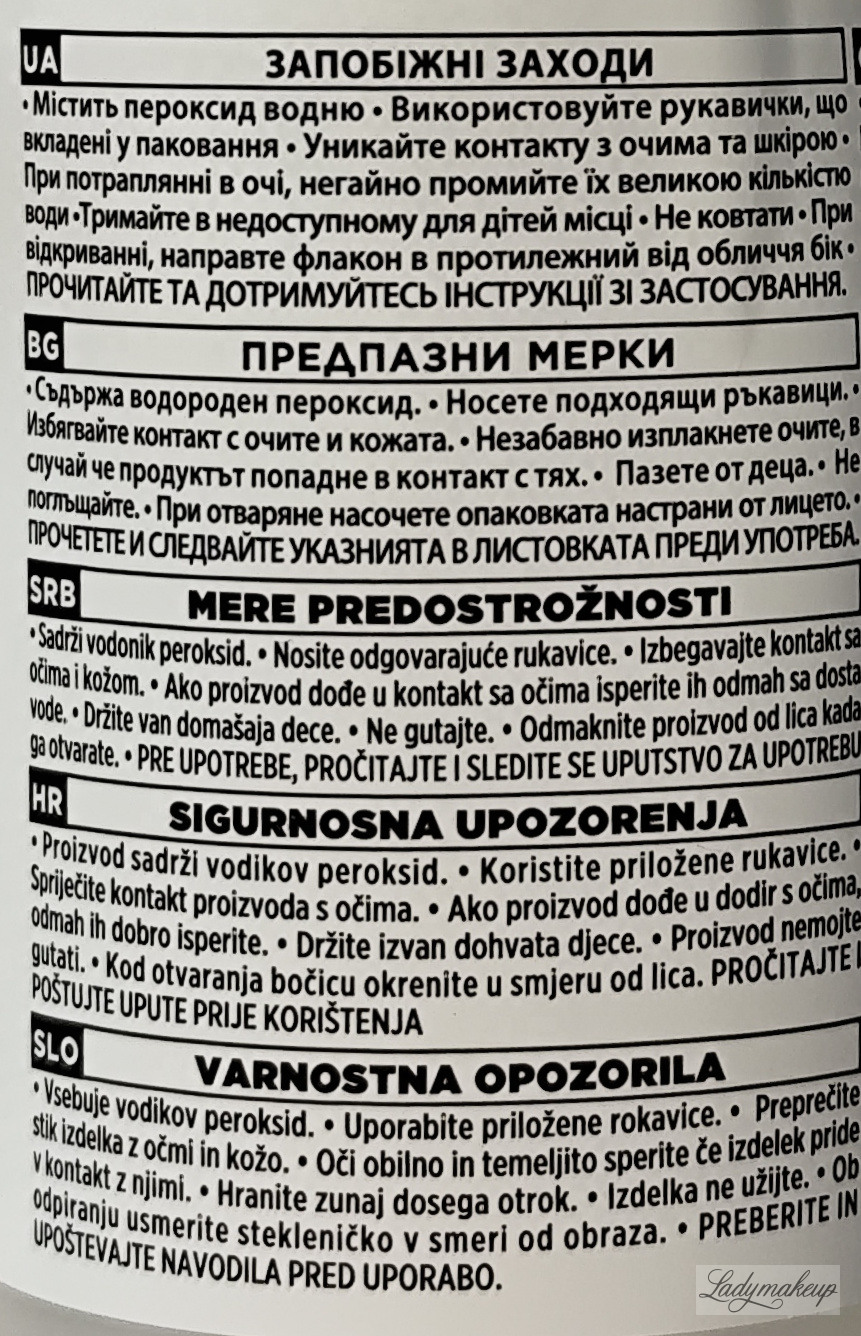 UA ЗАПОБІЖНІ ЗАХОДИ
• Містить пероксид водню • Використовуйте рукавички, що
вкладені у паковання • Уникайте контакту з очима та шкірою •
При потраплянні в очі, негайно промийте їх великою кількістю
води •Тримайте в недоступному для дітей місці • Не ковтати • При
відкриванні, направте флакон в протилежний від обличчя бік •
ПРОЧИТАЙТЕ ТА ДОТРИМУЙТЕСЬ ІНСТРУКЦІЇ ЗІ ЗАСТОСУВАННЯ.
BG ПРЕДПАЗНИ МЕРКИ
• Съдържа водороден пероксид. • Носете подходящи ръкавици. •
Избягвайте контакт с очите и кожата. • Незабавно изплакнете очите, в
случай че продуктът попадне в контакт с тях. • Пазете от деца. • Не
поглъщайте. • При отваряне насочете опаковката настрани от лицето. •
ПРОЧЕТЕТЕ И СЛЕДВАЙТЕ УКАЗНИЯТА В ЛИСТОВКАТА ПРЕДИ УПОТРЕБА.
SRB MERE PREDOSTROŽNOSTI
• Sadrži vodonik peroksid. • Nosite odgovarajuće rukavice. • Izbegavajte kontakt sa
očima i kožom. • Ako proizvod dođe u kontakt sa očima isperite ih odmah sa dosta
vode. • Držite van domašaja dece. • Ne gutajte. • Odmaknite proizvod od lica kada
ga otvarate. • PRE UPOTREBE, PROČITAJTE I SLEDITE SE UPUTSTVO ZA UPOTREBU
HR SIGURNOSNA UPOZORENJA
• Proizvod sadrži vodikov peroksid. • Koristite priložene rukavice. •
Spriječite kontakt proizvoda s očima. • Ako proizvod dođe u dodir s očima,
odmah ih dobro isperite. • Držite izvan dohvata djece. • Proizvod nemojte
gutati. • Kod otvaranja bočicu okrenite u smjeru od lica. PROČITAJTE I
POŠTUJTE UPUTE PRIJE KORIŠTENJA
SLO VARNOSTNA OPOZORILA
• Vsebuje vodikov peroksid. • Uporabite priložene rokavice. • Preprečite
stik izdelka z očmi in kožo. • Oči obilno in temeljito sperite če izdelek pride
v kontakt z njimi. • Hranite zunaj dosega otrok. • Izdelka ne užijte. • Ob
odpiranju usmerite stekleničko v smeri od obraza. • PREBERITE IN
UPOŠTEVAJTE NAVODILA PRED UPORABO.
Ladymakeup